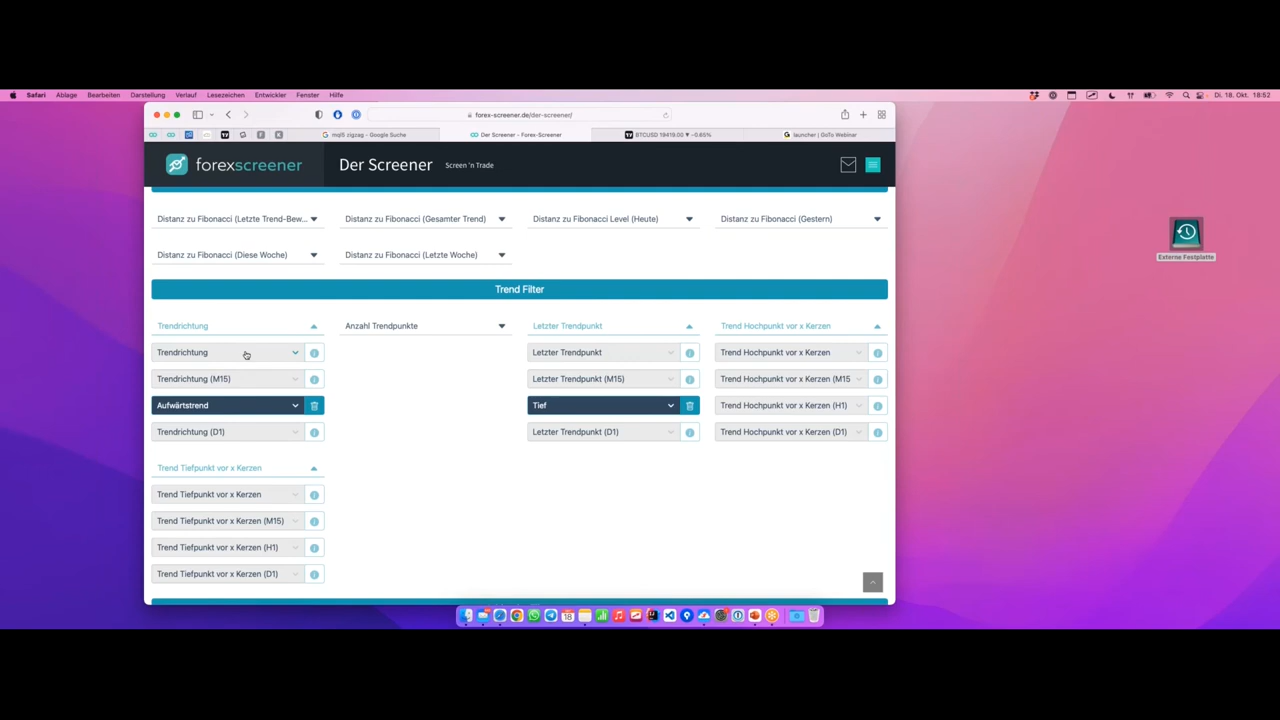 Safari Ablage Bearbeiten Darstellung Verlauf Lesezeichen Entwickler Fenster Hilfe Di. 18. Okt. 18:52
forex-screener.de/der-screener/
mql5 zigzag - Google Suche Der Screener - Forex-Screener BTCUSD 19419.00 ▼ −0.65% launcher | GoTo Webinar
forexscreener Der Screener Screen 'n Trade
Distanz zu Fibonacci (Letzte Trend-Bew... Distanz zu Fibonacci (Gesamter Trend) Distanz zu Fibonacci Level (Heute) Distanz zu Fibonacci (Gestern)
Distanz zu Fibonacci (Diese Woche) Distanz zu Fibonacci (Letzte Woche)
Trend Filter
Trendrichtung Anzahl Trendpunkte Letzter Trendpunkt Trend Hochpunkt vor x Kerzen
Trendrichtung Letzter Trendpunkt Trend Hochpunkt vor x Kerzen
Trendrichtung (M15) Letzter Trendpunkt (M15) Trend Hochpunkt vor x Kerzen (M15
Aufwärtstrend Tief Trend Hochpunkt vor x Kerzen (H1)
Trendrichtung (D1) Letzter Trendpunkt (D1) Trend Hochpunkt vor x Kerzen (D1)
Trend Tiefpunkt vor x Kerzen
Trend Tiefpunkt vor x Kerzen
Trend Tiefpunkt vor x Kerzen (M15)
Trend Tiefpunkt vor x Kerzen (H1)
Trend Tiefpunkt vor x Kerzen (D1)
Externe Festplatte